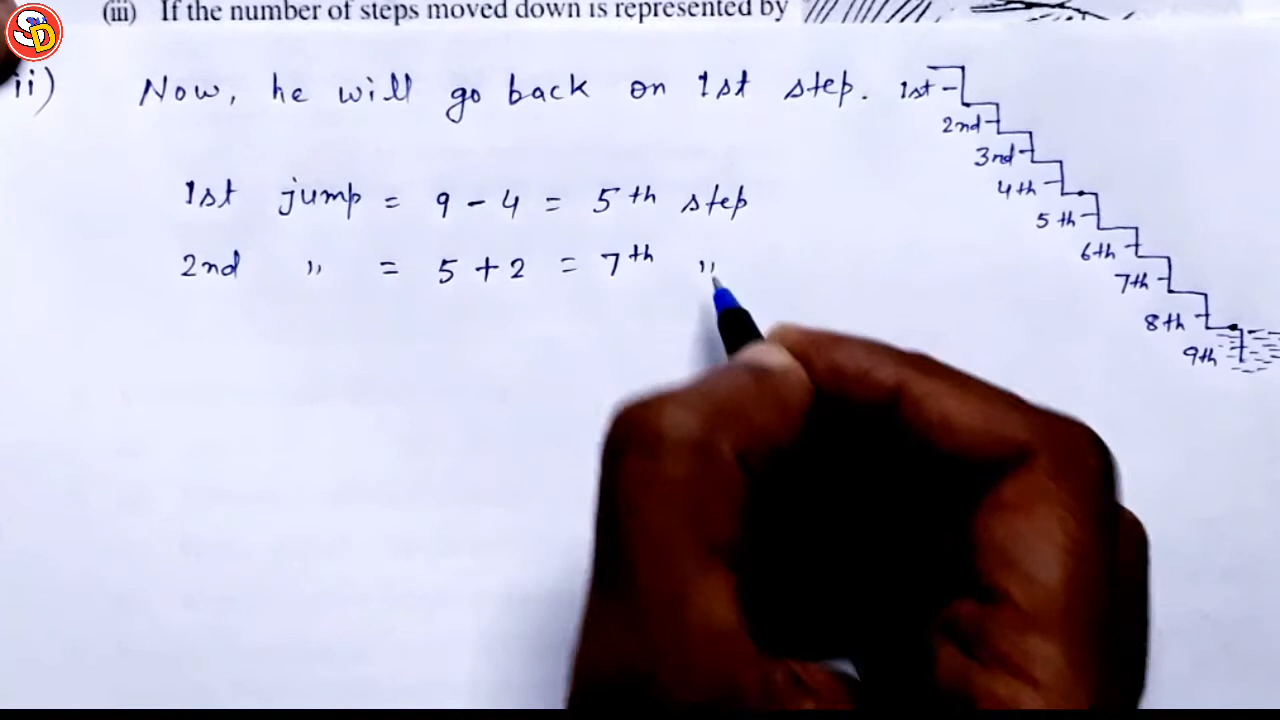 SD
(iii) If the number of steps moved down is represented by
ii) Now, he will go back on 1st step.
1st jump = 9 - 4 = 5th step
2nd " = 5 + 2 = 7th "
1st
2nd
3rd
4th
5th
6th
7th
8th
9th